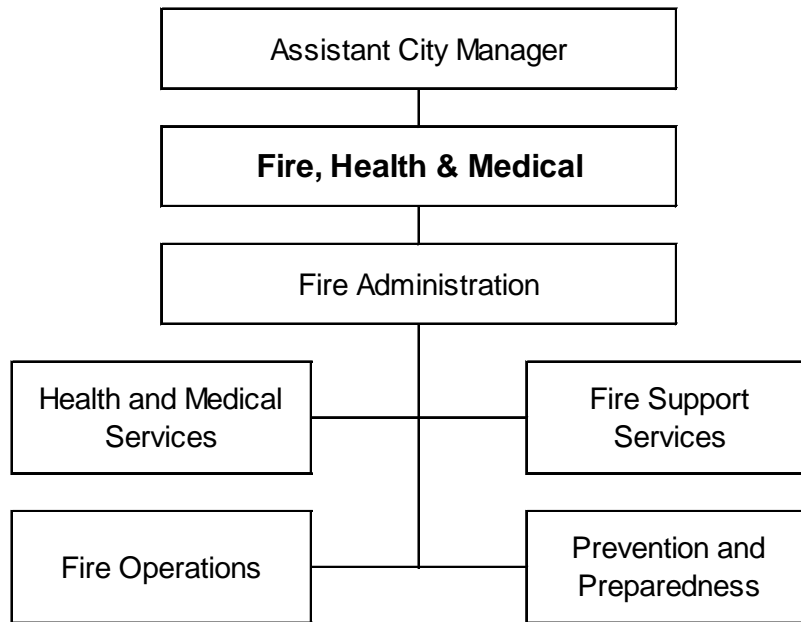 Assistant City Manager
Fire, Health & Medical
Fire Administration
Health and Medical
Services
Fire Support
Services
Fire Operations
Prevention and
Preparedness